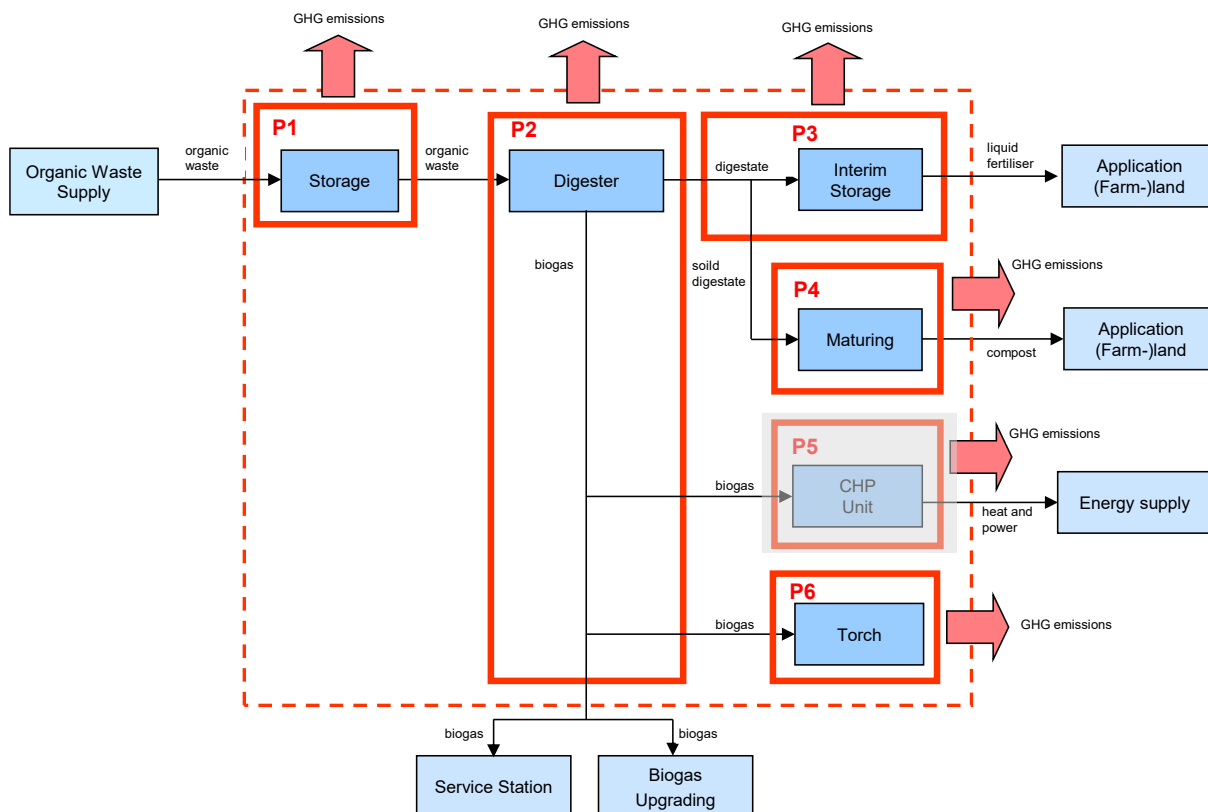 GHG emissions
GHG emissions
GHG emissions
P1
P2
P3
Organic Waste
Supply
organic
waste
Storage
organic
waste
Digester
digestate
Interim
Storage
liquid
fertiliser
Application
(Farm-)land
biogas
soild
digestate
P4
GHG emissions
Maturing
compost
Application
(Farm-)land
P5
GHG emissions
biogas
CHP
Unit
heat and
power
Energy supply
P6
biogas
Torch
GHG emissions
biogas
biogas
Service Station
Biogas
Upgrading